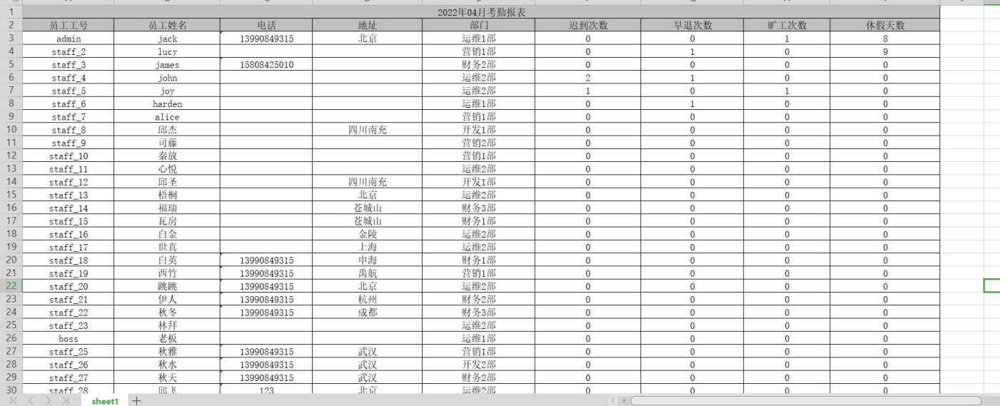 1 2022年04月考勤报表
2 员工工号 员工姓名 电话 地址 部门 迟到次数 早退次数 旷工次数 休假天数
3 admin jack 13990849315 北京 运维1部 0 0 1 8
4 staff_2 lucy 营销1部 0 1 0 9
5 staff_3 james 15808425010 财务2部 0 0 0 0
6 staff_4 john 运维2部 2 1 0 0
7 staff_5 joy 运维2部 1 0 1 0
8 staff_6 harden 运维1部 0 1 0 0
9 staff_7 alice 营销1部 0 0 0 0
10 staff_8 邱杰 四川南充 开发1部 0 0 0 0
11 staff_9 司藤 营销2部 0 0 0 0
12 staff_10 秦放 营销1部 0 0 0 0
13 staff_11 心悦 运维2部 0 0 0 0
14 staff_12 邱圣 四川南充 开发1部 0 0 0 0
15 staff_13 梧桐 北京 运维2部 0 0 0 0
16 staff_14 福瑞 苍城山 财务3部 0 0 0 0
17 staff_15 瓦房 苍城山 财务1部 0 0 0 0
18 staff_16 白金 金陵 运维2部 0 0 0 0
19 staff_17 世真 上海 运维2部 0 0 0 0
20 staff_18 白英 13990849315 申海 财务1部 0 0 0 0
21 staff_19 西竹 13990849315 禹航 营销1部 0 0 0 0
22 staff_20 跳跳 13990849315 北京 运维2部 0 0 0 0
23 staff_21 伊人 13990849315 杭州 财务2部 0 0 0 0
24 staff_22 秋冬 13990849315 成都 财务3部 0 0 0 0
25 staff_23 林拜 运维2部 0 0 0 0
26 boss 老板 运维1部 0 0 0 0
27 staff_25 秋雅 13990849315 武汉 营销1部 0 0 0 0
28 staff_26 秋水 13990849315 武汉 开发2部 0 0 0 0
29 staff_27 秋天 13990849315 武汉 财务2部 0 0 0 0
30 staff_28 邱飞 123 北京 运维2部 0 0 0 0
sheet1